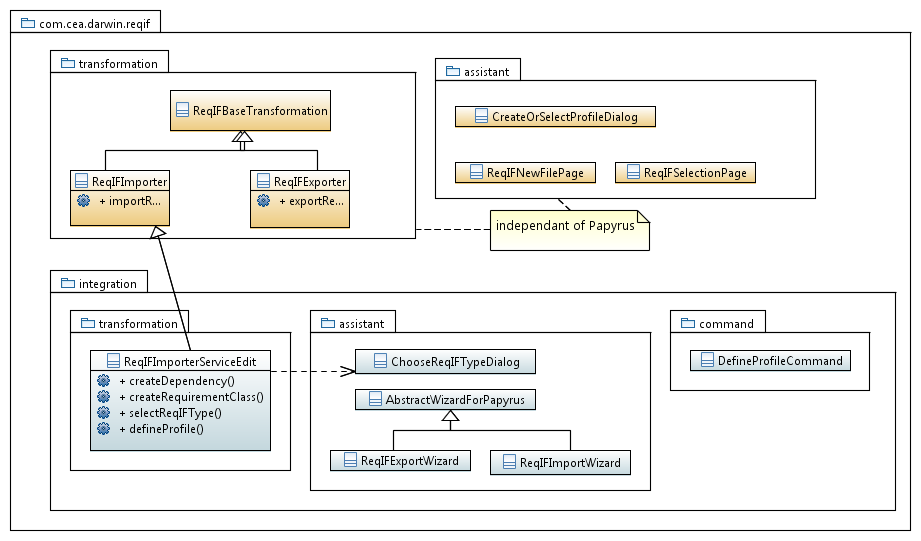 com.cea.darwin.reqif
transformation
ReqIFBaseTransformation
ReqIFImporter
+ importR...
ReqIFExporter
+ exportRe...
assistant
CreateOrSelectProfileDialog
ReqIFNewFilePage
ReqIFSelectionPage
independant of Papyrus
integration
transformation
ReqIFImporterServiceEdit
+ createDependency()
+ createRequirementClass()
+ selectReqIFType()
+ defineProfile()
assistant
ChooseReqIFTypeDialog
AbstractWizardForPapyrus
ReqIFExportWizard
ReqIFImportWizard
command
DefineProfileCommand